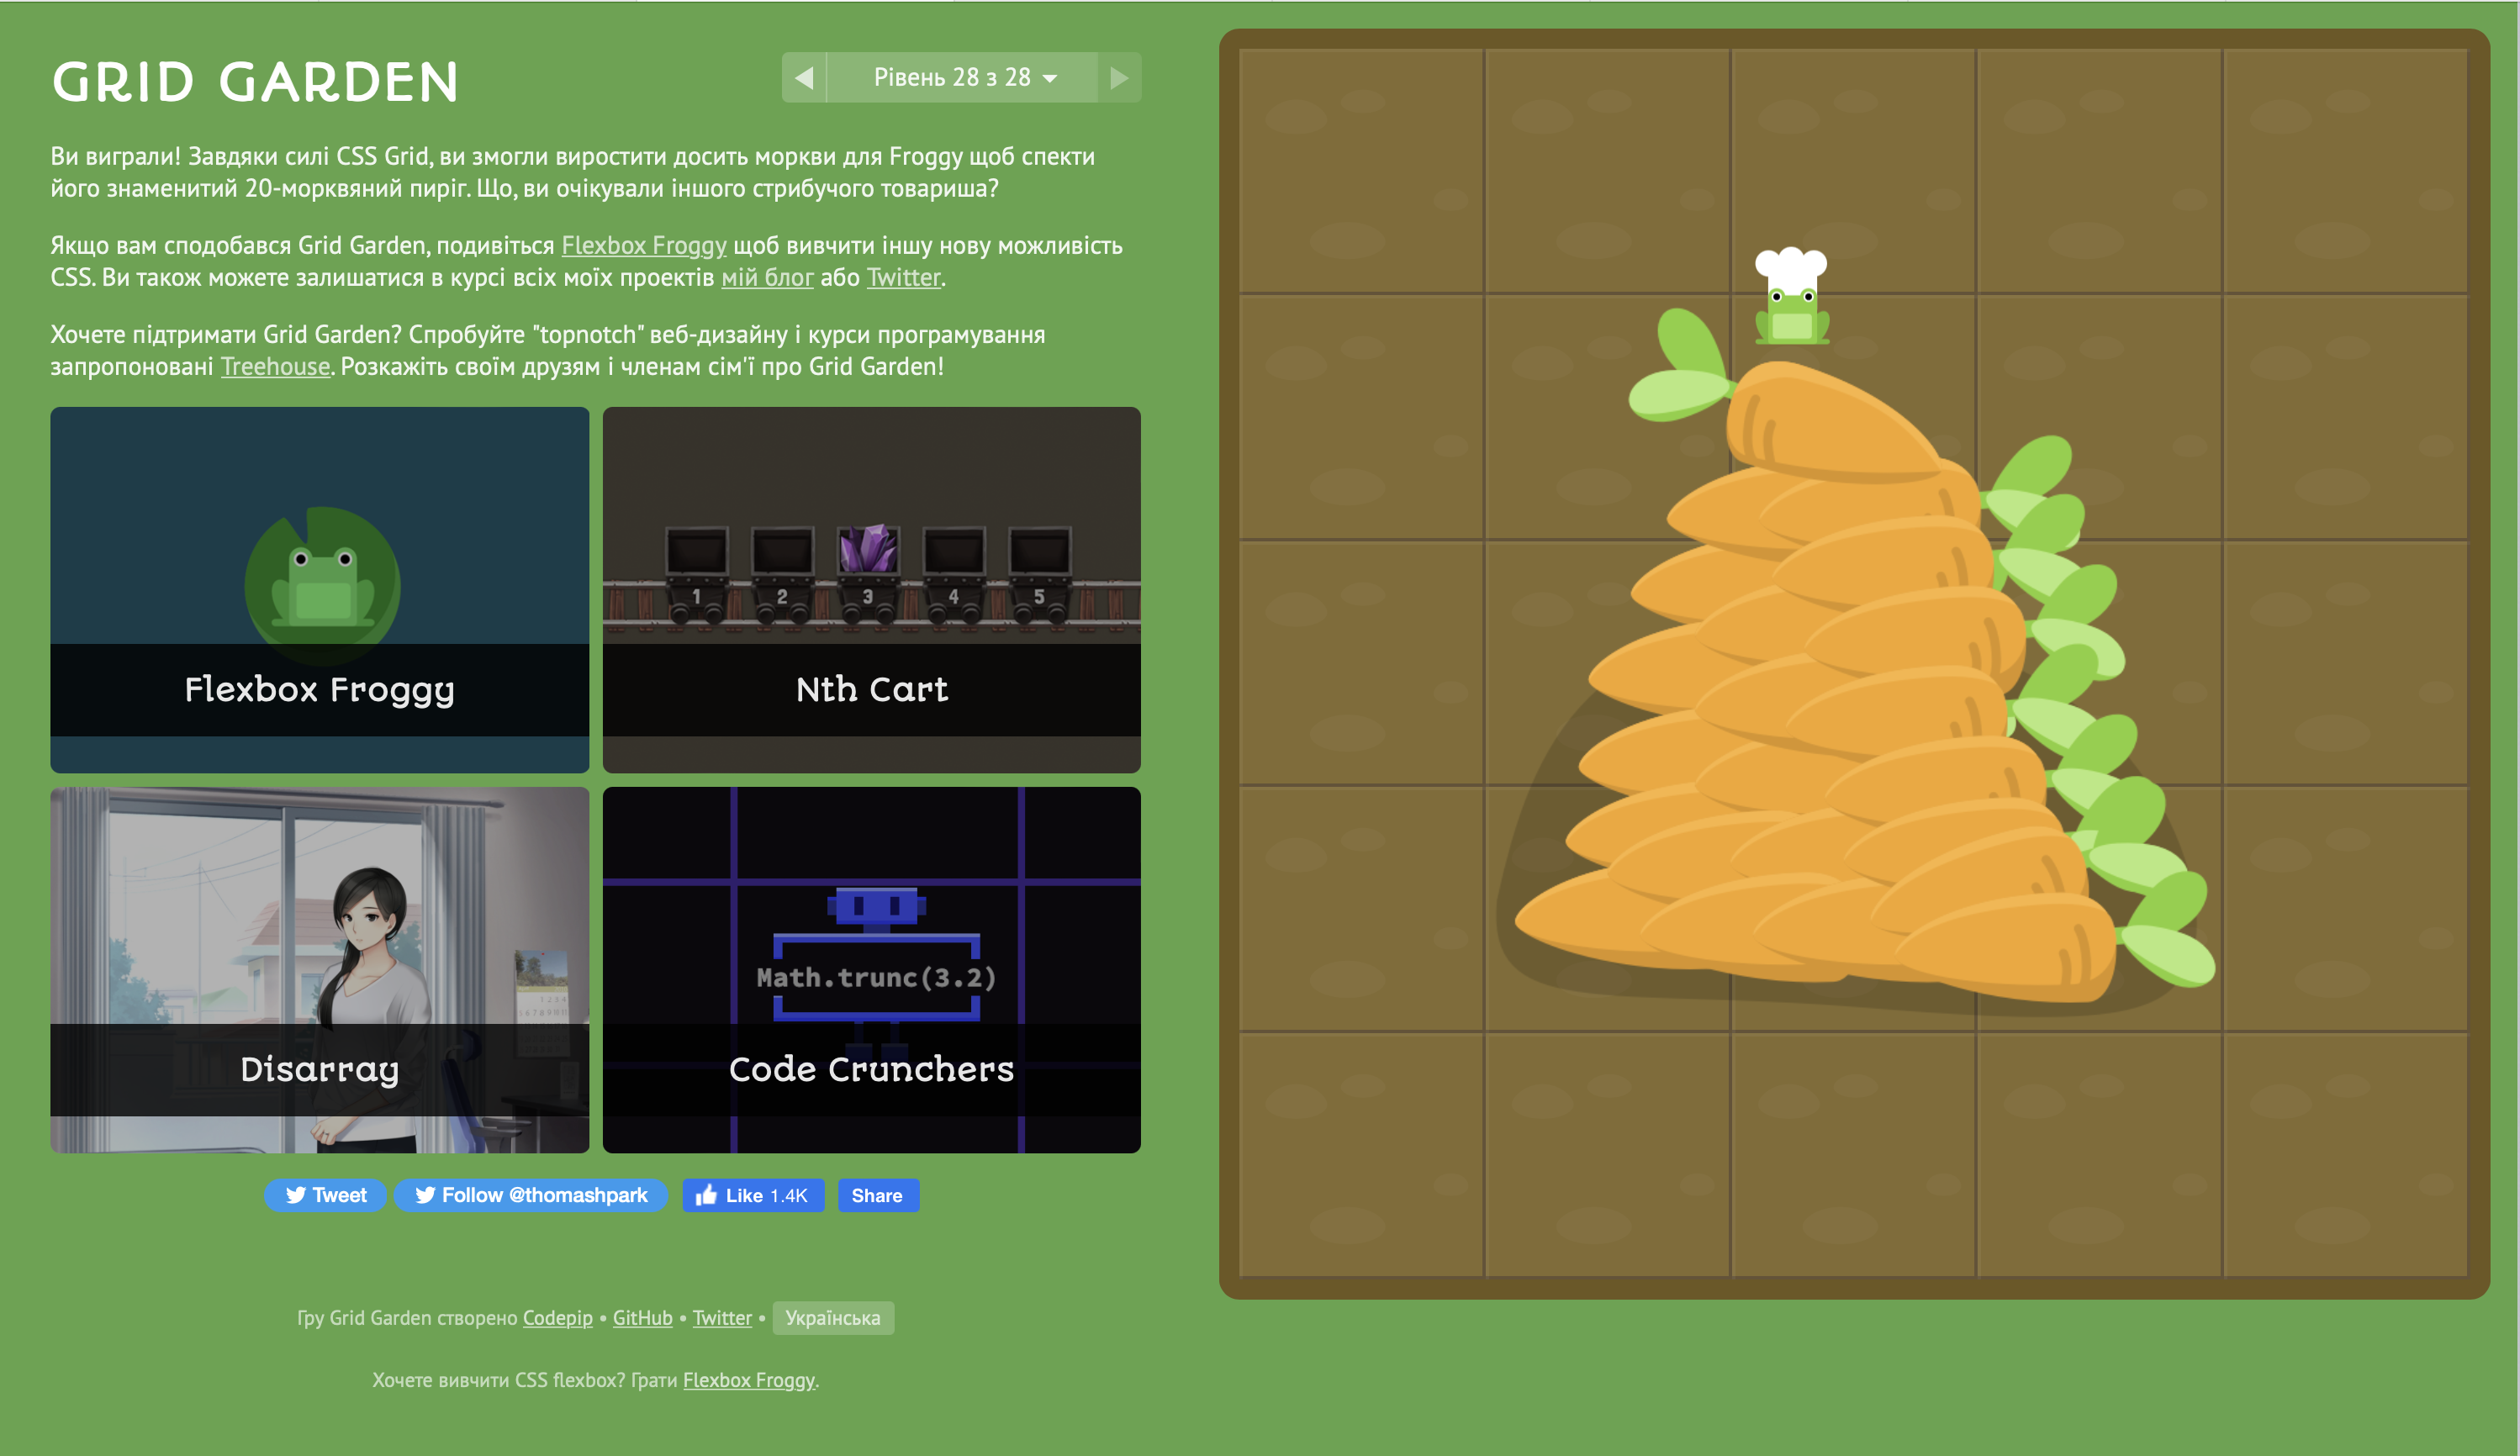 GRID GARDEN
Рівень 28 з 28
Ви виграли! Завдяки силі CSS Grid, ви змогли виростити досить моркви для Froggy щоб спекти
його знаменитий 20-морквяний пиріг. Що, ви очікували іншого стрибучого товариша?
Якщо вам сподобався Grid Garden, подивіться Flexbox Froggy щоб вивчити іншу нову можливість
CSS. Ви також можете залишатися в курсі всіх моїх проектів мій блог або Twitter.
Хочете підтримати Grid Garden? Спробуйте "topnotch" веб-дизайну і курси програмування
запропоновані Treehouse. Розкажіть своїм друзям і членам сім'ї про Grid Garden!
1 2 3 4 5
Flexbox Froggy
Nth Cart
Math.trunc(3.2)
Disarray
Code Crunchers
Tweet
Follow @thomashpark
Like 1.4K
Share
Гру Grid Garden створено Codepip • GitHub • Twitter • Українська
Хочете вивчити CSS flexbox? Грати Flexbox Froggy.